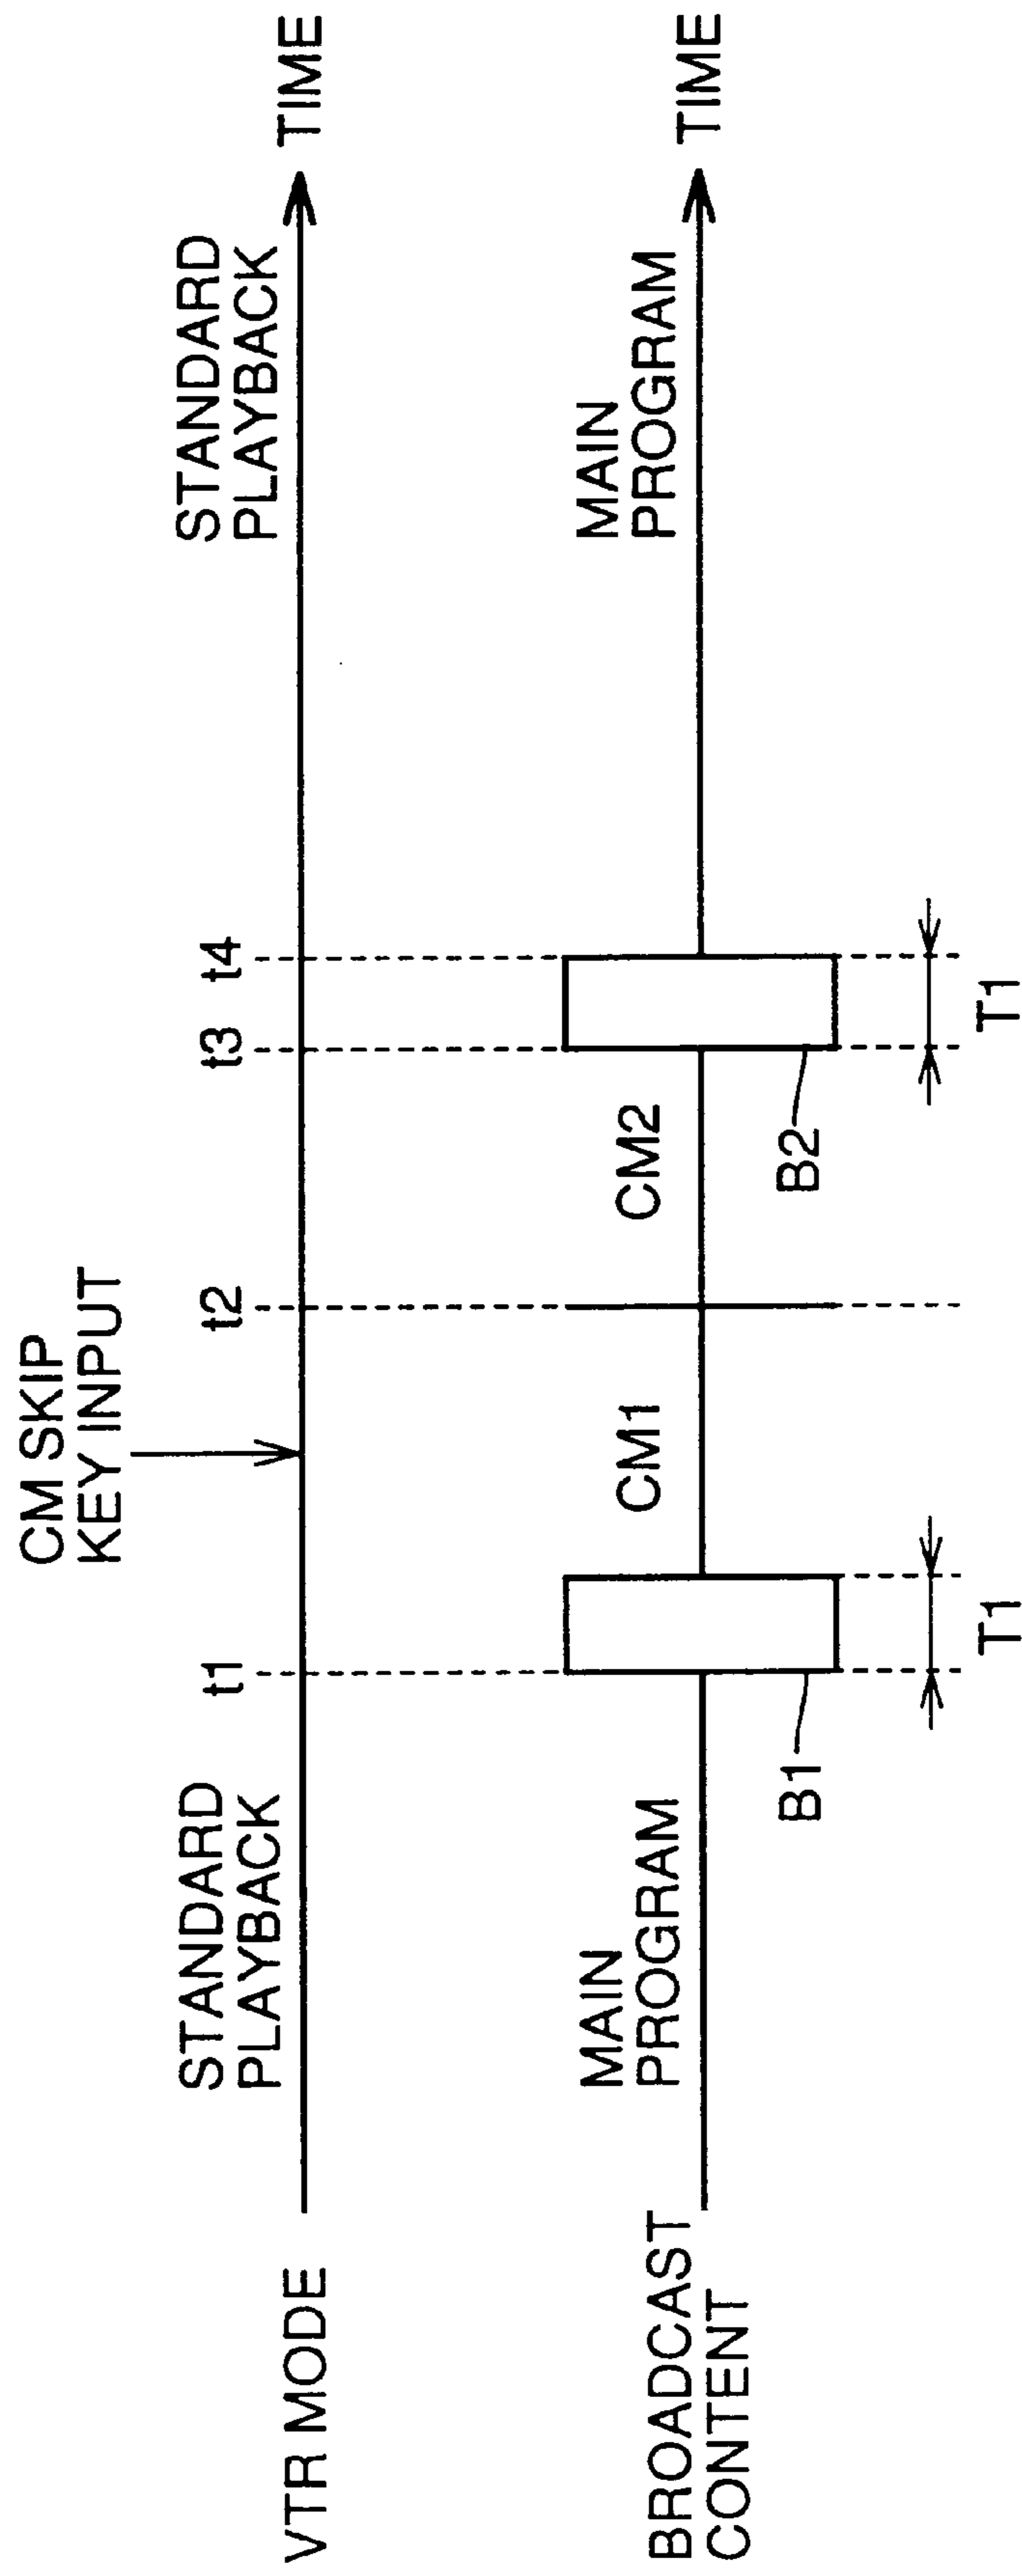 CM SKIP
KEY INPUT
STANDARD
PLAYBACK
t1
t2
t3
t4
STANDARD
PLAYBACK
VTR MODE
TIME
MAIN
PROGRAM
CM1
CM2
MAIN
PROGRAM
BROADCAST
CONTENT
TIME
B1
B2
T1
T1